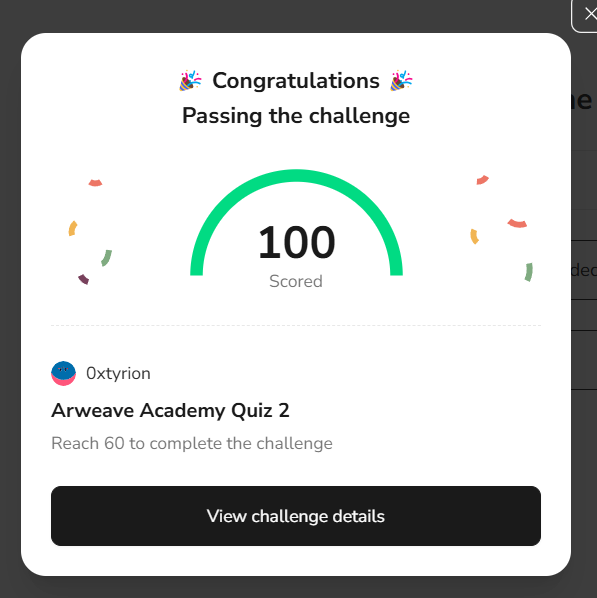 🎉 Congratulations 🎉
Passing the challenge
100
Scored
0xtyrion
Arweave Academy Quiz 2
Reach 60 to complete the challenge
View challenge details